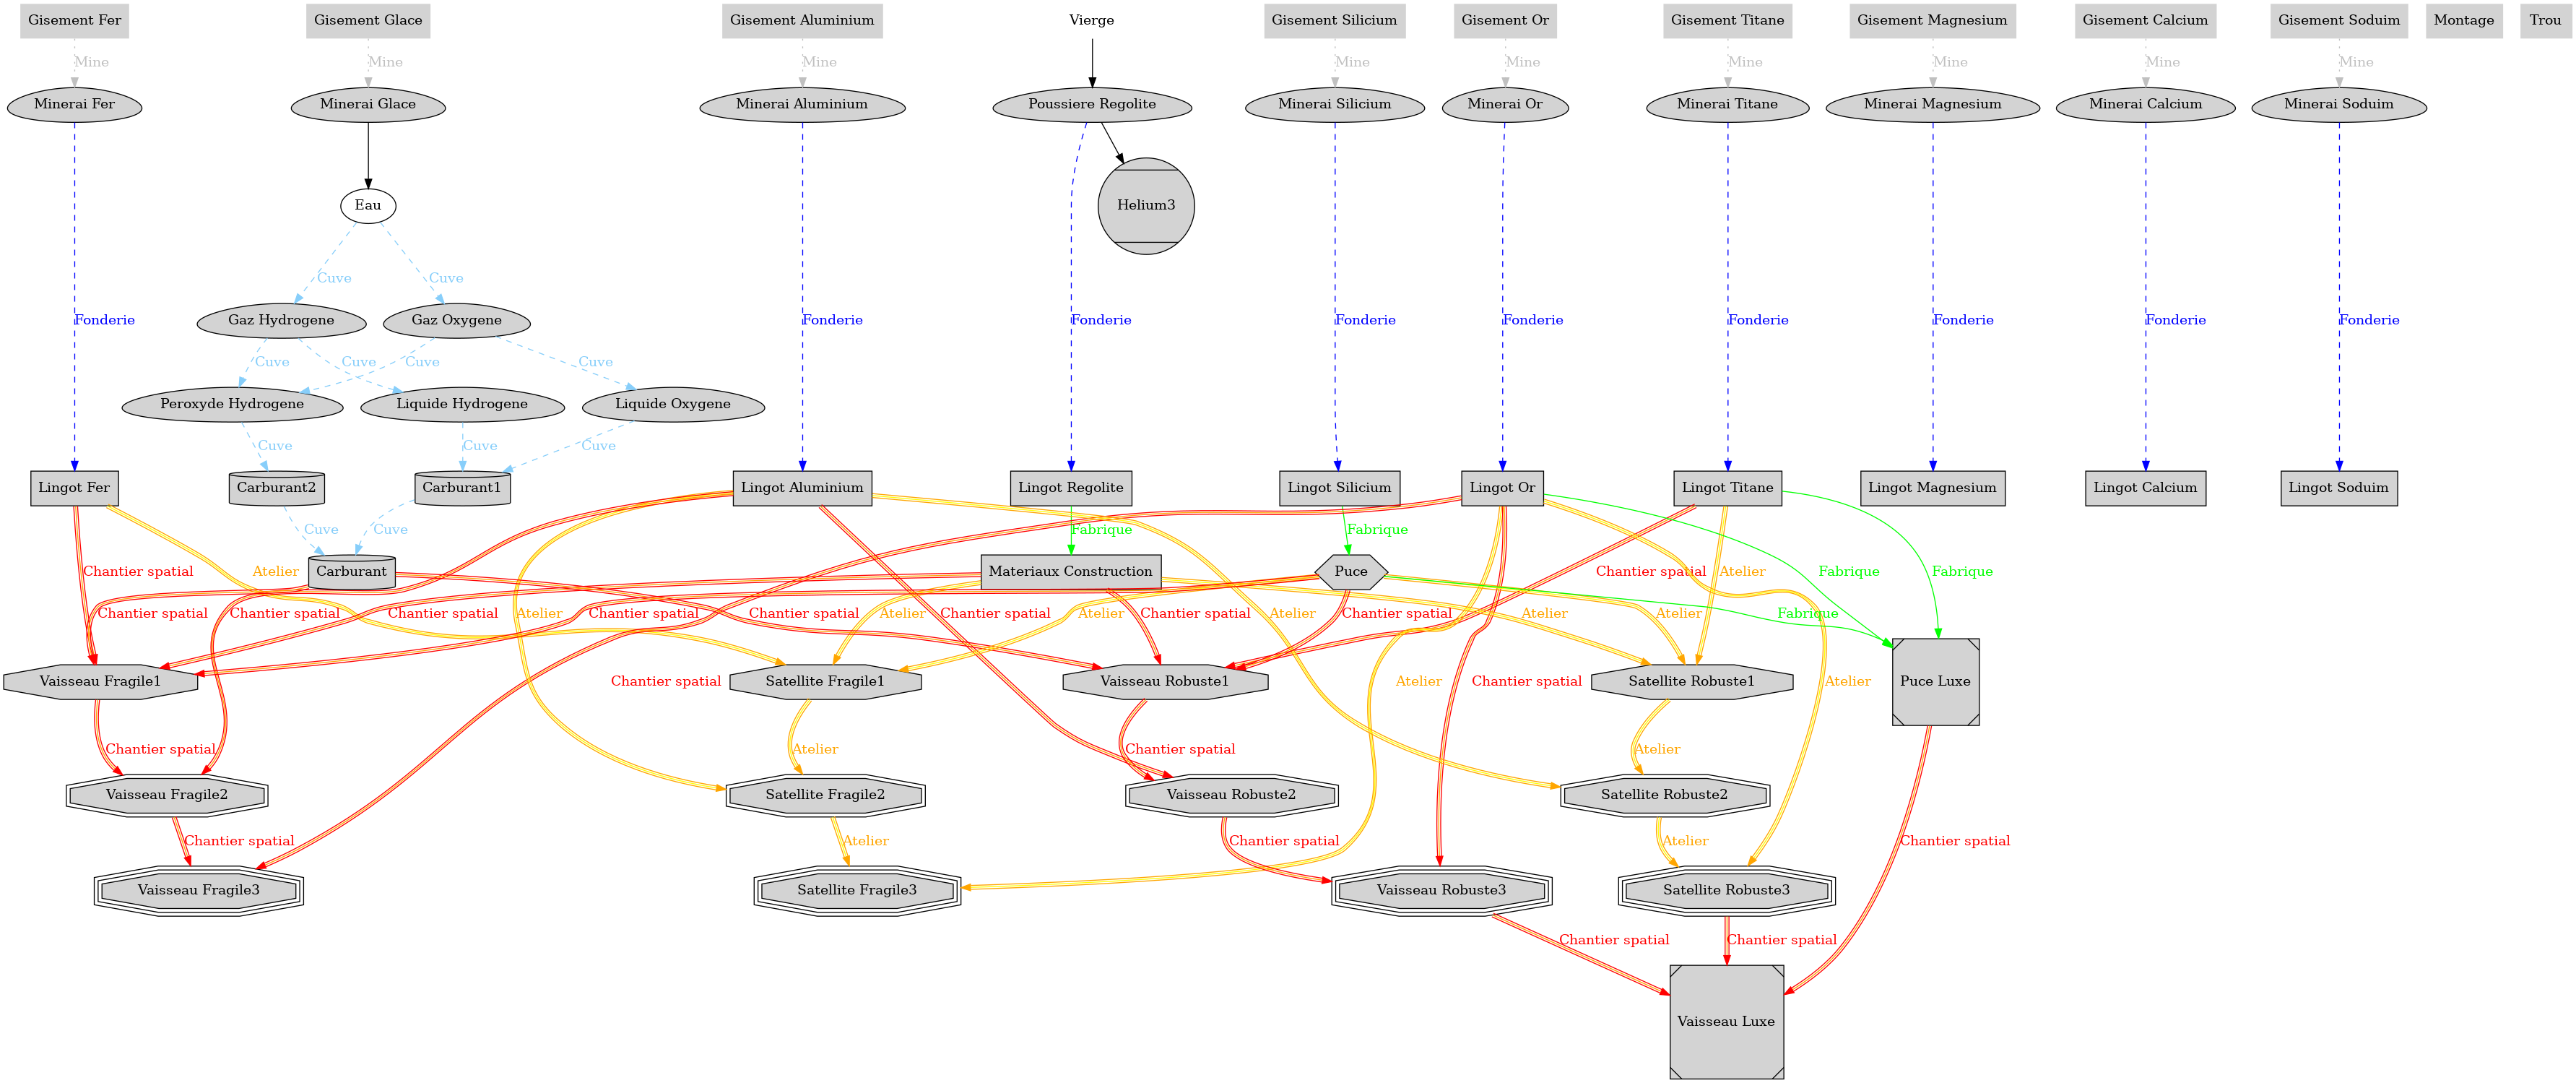 Gisement Fer
Gisement Glace
Gisement Aluminium
Vierge
Gisement Silicium
Gisement Or
Gisement Titane
Gisement Magnesium
Gisement Calcium
Gisement Soduim
Montage
Trou
Mine
Mine
Mine
Mine
Mine
Mine
Mine
Mine
Mine
Minerai Fer
Minerai Glace
Minerai Aluminium
Poussiere Regolite
Minerai Silicium
Minerai Or
Minerai Titane
Minerai Magnesium
Minerai Calcium
Minerai Soduim
Eau
Helium3
Cuve
Cuve
Fonderie
Gaz Hydrogene
Gaz Oxygene
Fonderie
Fonderie
Fonderie
Fonderie
Fonderie
Fonderie
Fonderie
Fonderie
Cuve
Cuve
Cuve
Cuve
Peroxyde Hydrogene
Liquide Hydrogene
Liquide Oxygene
Cuve
Cuve
Cuve
Lingot Fer
Carburant2
Carburant1
Lingot Aluminium
Lingot Regolite
Lingot Silicium
Lingot Or
Lingot Titane
Lingot Magnesium
Lingot Calcium
Lingot Soduim
Cuve
Cuve
Fabrique
Fabrique
Chantier spatial
Atelier
Carburant
Materiaux Construction
Puce
Chantier spatial
Atelier
Fabrique
Fabrique
Chantier spatial
Chantier spatial
Chantier spatial
Atelier
Chantier spatial
Chantier spatial
Atelier
Chantier spatial
Atelier
Chantier spatial
Atelier
Chantier spatial
Atelier
Atelier
Fabrique
Vaisseau Fragile1
Chantier spatial
Satellite Fragile1
Vaisseau Robuste1
Atelier
Chantier spatial
Satellite Robuste1
Atelier
Puce Luxe
Chantier spatial
Atelier
Chantier spatial
Atelier
Vaisseau Fragile2
Satellite Fragile2
Vaisseau Robuste2
Satellite Robuste2
Chantier spatial
Atelier
Chantier spatial
Atelier
Chantier spatial
Vaisseau Fragile3
Satellite Fragile3
Vaisseau Robuste3
Satellite Robuste3
Chantier spatial
Chantier spatial
Vaisseau Luxe